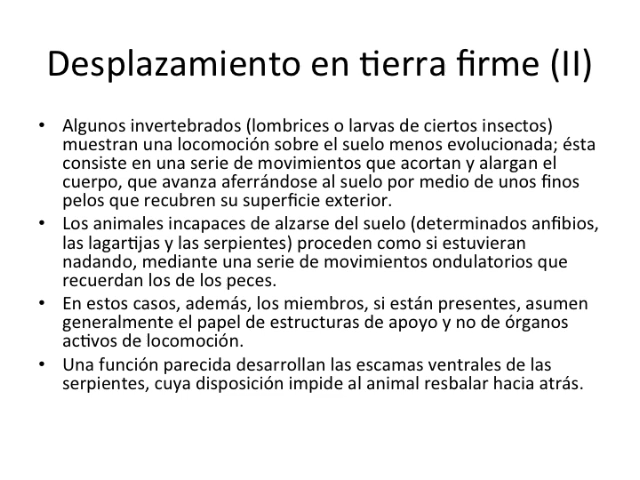 Desplazamiento en tierra firme (II)
• Algunos invertebrados (lombrices o larvas de ciertos insectos)
muestran una locomoción sobre el suelo menos evolucionada; ésta
consiste en una serie de movimientos que acortan y alargan el
cuerpo, que avanza aferrándose al suelo por medio de unos finos
pelos que recubren su superficie exterior.
• Los animales incapaces de alzarse del suelo (determinados anfibios,
las lagartijas y las serpientes) proceden como si estuvieran
nadando, mediante una serie de movimientos ondulatorios que
recuerdan los de los peces.
• En estos casos, además, los miembros, si están presentes, asumen
generalmente el papel de estructuras de apoyo y no de órganos
activos de locomoción.
• Una función parecida desarrollan las escamas ventrales de las
serpientes, cuya disposición impide al animal resbalar hacia atrás.